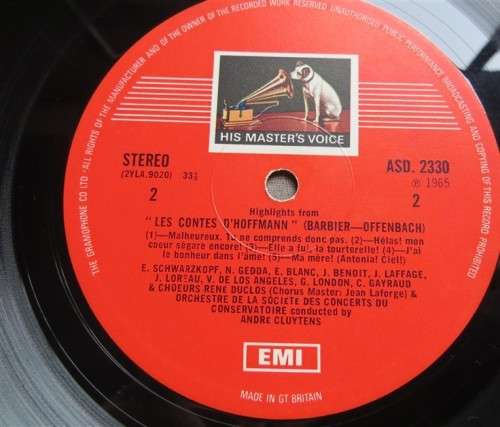 HIS MASTER'S VOICE
STEREO
(2YLA.9020) 33⅓
2
ASD. 2330
℗ 1965
2
Highlights from
"LES CONTES D'HOFFMANN" (BARBIER—OFFENBACH)
(1)—Malheureux. Tu ne comprends donc pas. (2)—Hélas! mon
coeur s'égare encore! (3)—Elle a fui, la tourterelle! (4)—J'ai
le bonheur dans l'âme! (5)—Ma mère! (Antonia! Ciel!)
E. SCHWARZKOPF, N. GEDDA, E. BLANC, J. BENOIT, J. LAFFAGE,
J. LOREAU, V. DE LOS ANGELES, G. LONDON, C. GAYRAUD
& CHOEURS RENE DUCLOS (Chorus Master: Jean Laforge) &
ORCHESTRE DE LA SOCIETE DES CONCERTS DU
CONSERVATOIRE conducted by
ANDRE CLUYTENS
EMI
MADE IN GT BRITAIN
THE GRAMOPHONE CO LTD · ALL RIGHTS OF THE MANUFACTURER AND OF THE OWNER OF THE RECORDED WORK RESERVED UNAUTHORISED PUBLIC PERFORMANCE BROADCASTING AND COPYING OF THIS RECORD PROHIBITED